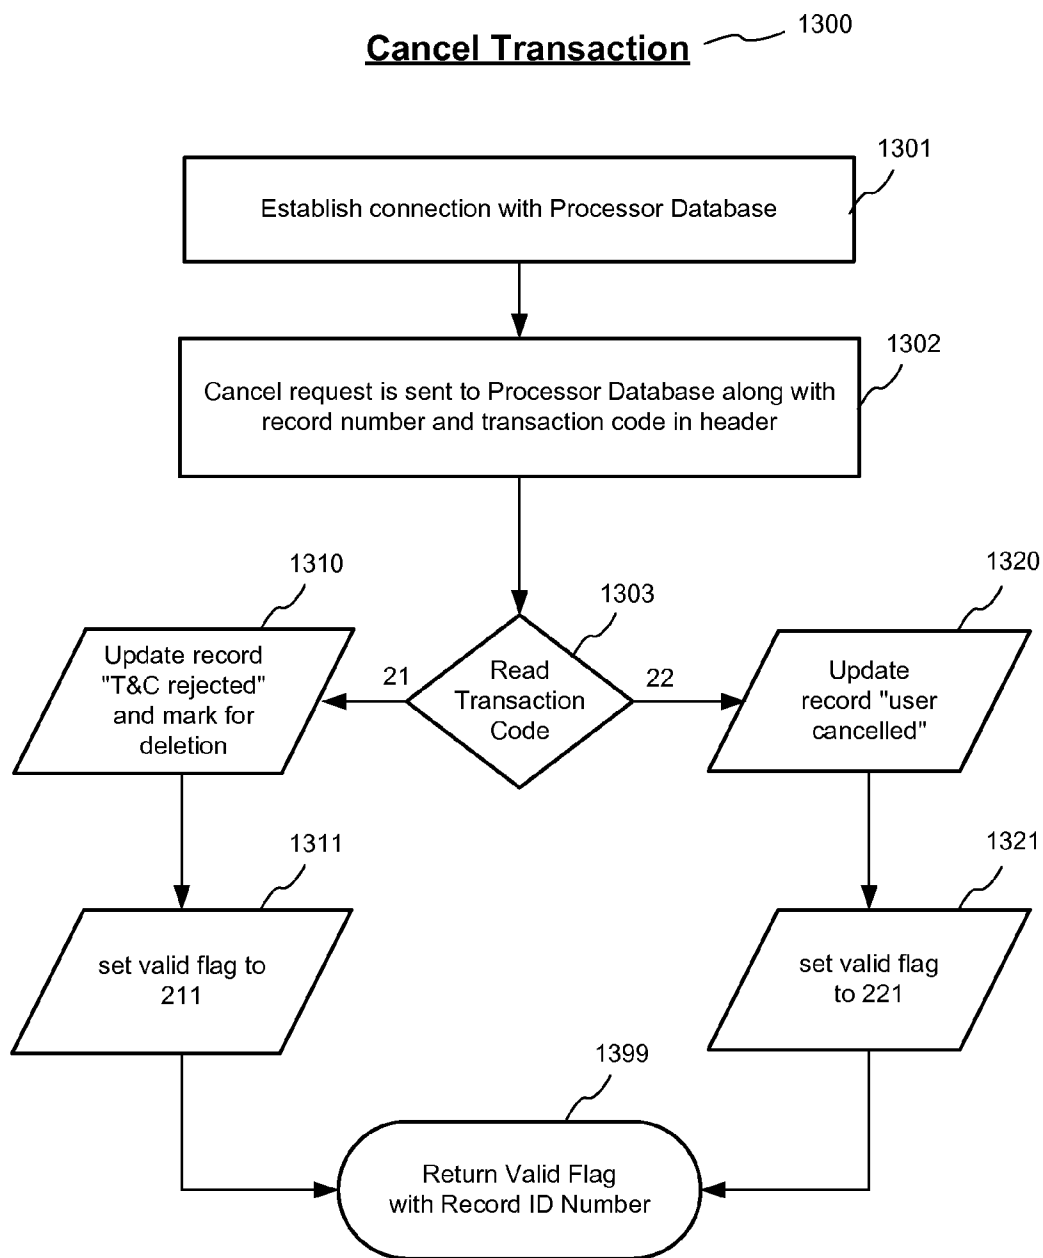 Cancel Transaction
1300
1301
Establish connection with Processor Database
1302
Cancel request is sent to Processor Database along with
record number and transaction code in header
1303
Read
Transaction
Code
21
22
1310
Update record
"T&C rejected"
and mark for
deletion
1320
Update
record "user
cancelled"
1311
set valid flag to
211
1321
set valid flag
to 221
1399
Return Valid Flag
with Record ID Number